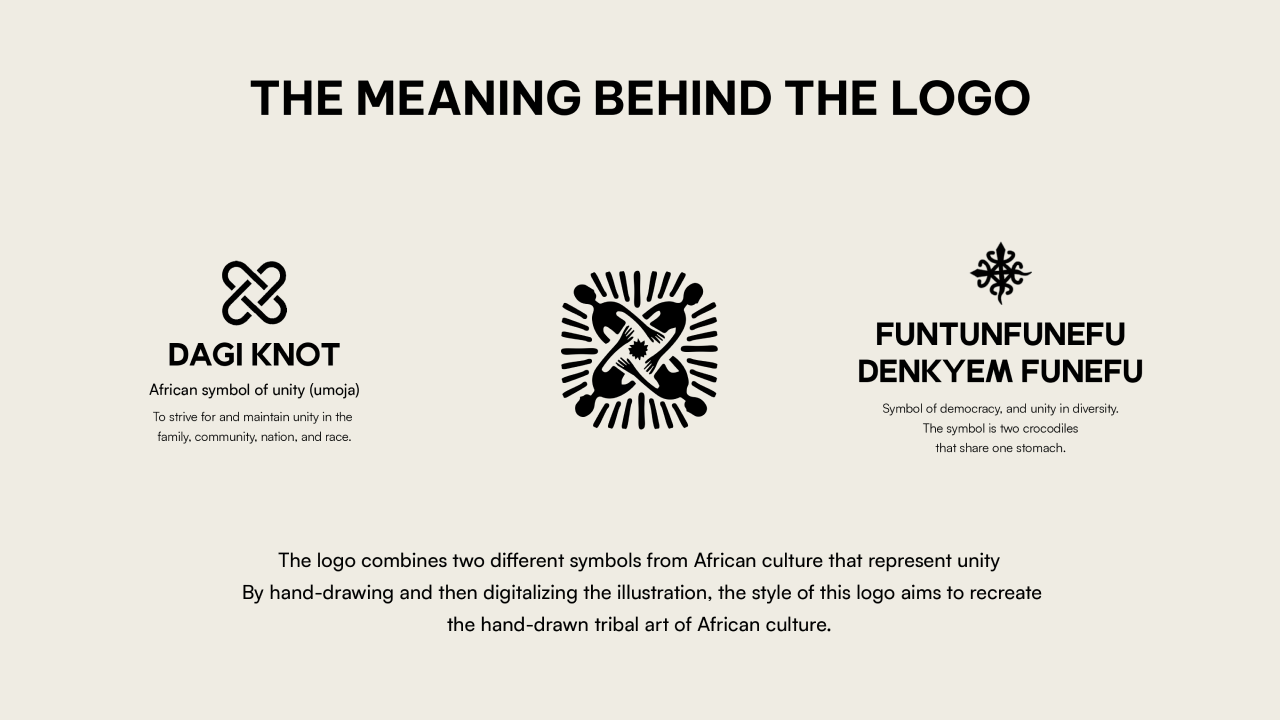 THE MEANING BEHIND THE LOGO
DAGI KNOT
African symbol of unity (umoja)
To strive for and maintain unity in the
family, community, nation, and race.
FUNTUNFUNEFU
DENKYEM FUNEFU
Symbol of democracy, and unity in diversity.
The symbol is two crocodiles
that share one stomach.
The logo combines two different symbols from African culture that represent unity
By hand-drawing and then digitalizing the illustration, the style of this logo aims to recreate
the hand-drawn tribal art of African culture.